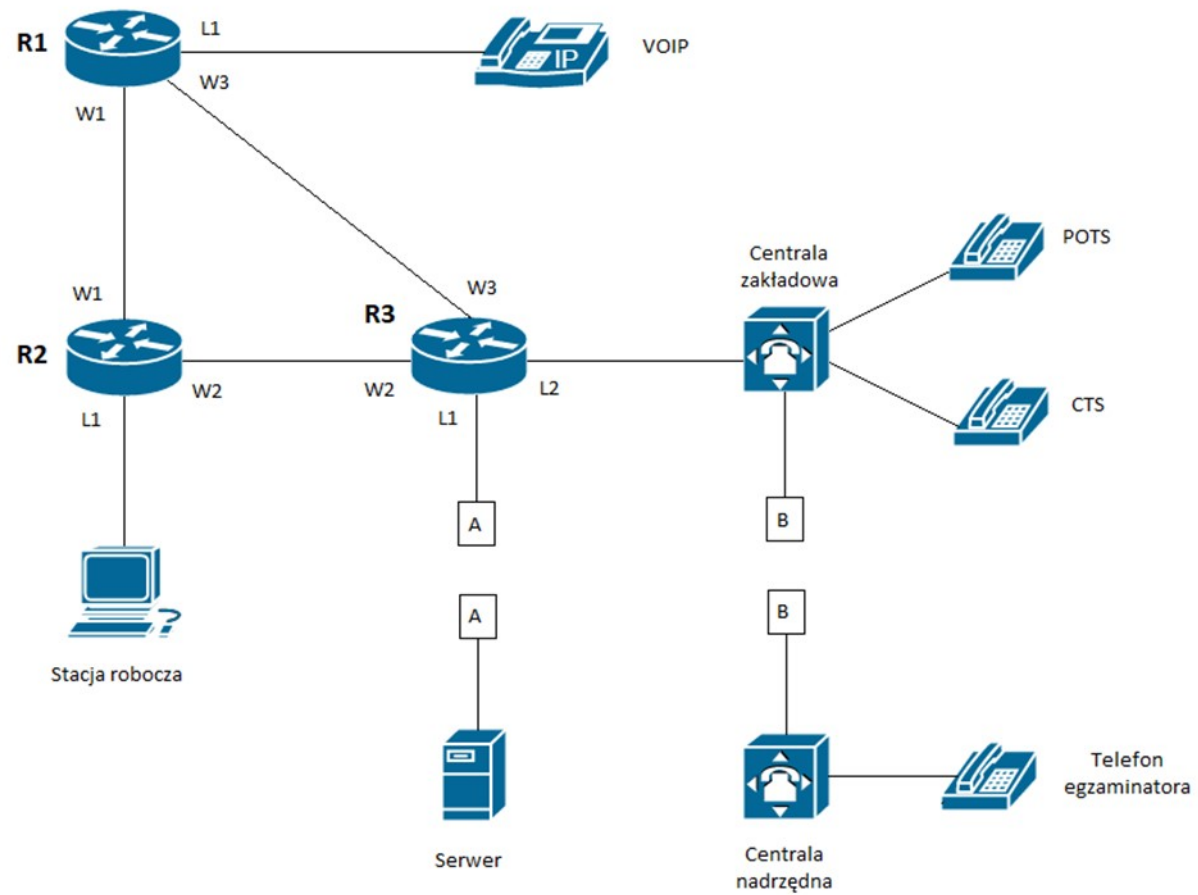 R1
L1
IP
VOIP
W3
W1
POTS
Centrala
zakładowa
W1
W3
R3
R2
W2
W2
L2
L1
L1
CTS
A
B
A
B
Stacja robocza
Telefon
egzaminatora
Serwer
Centrala
nadrzędna